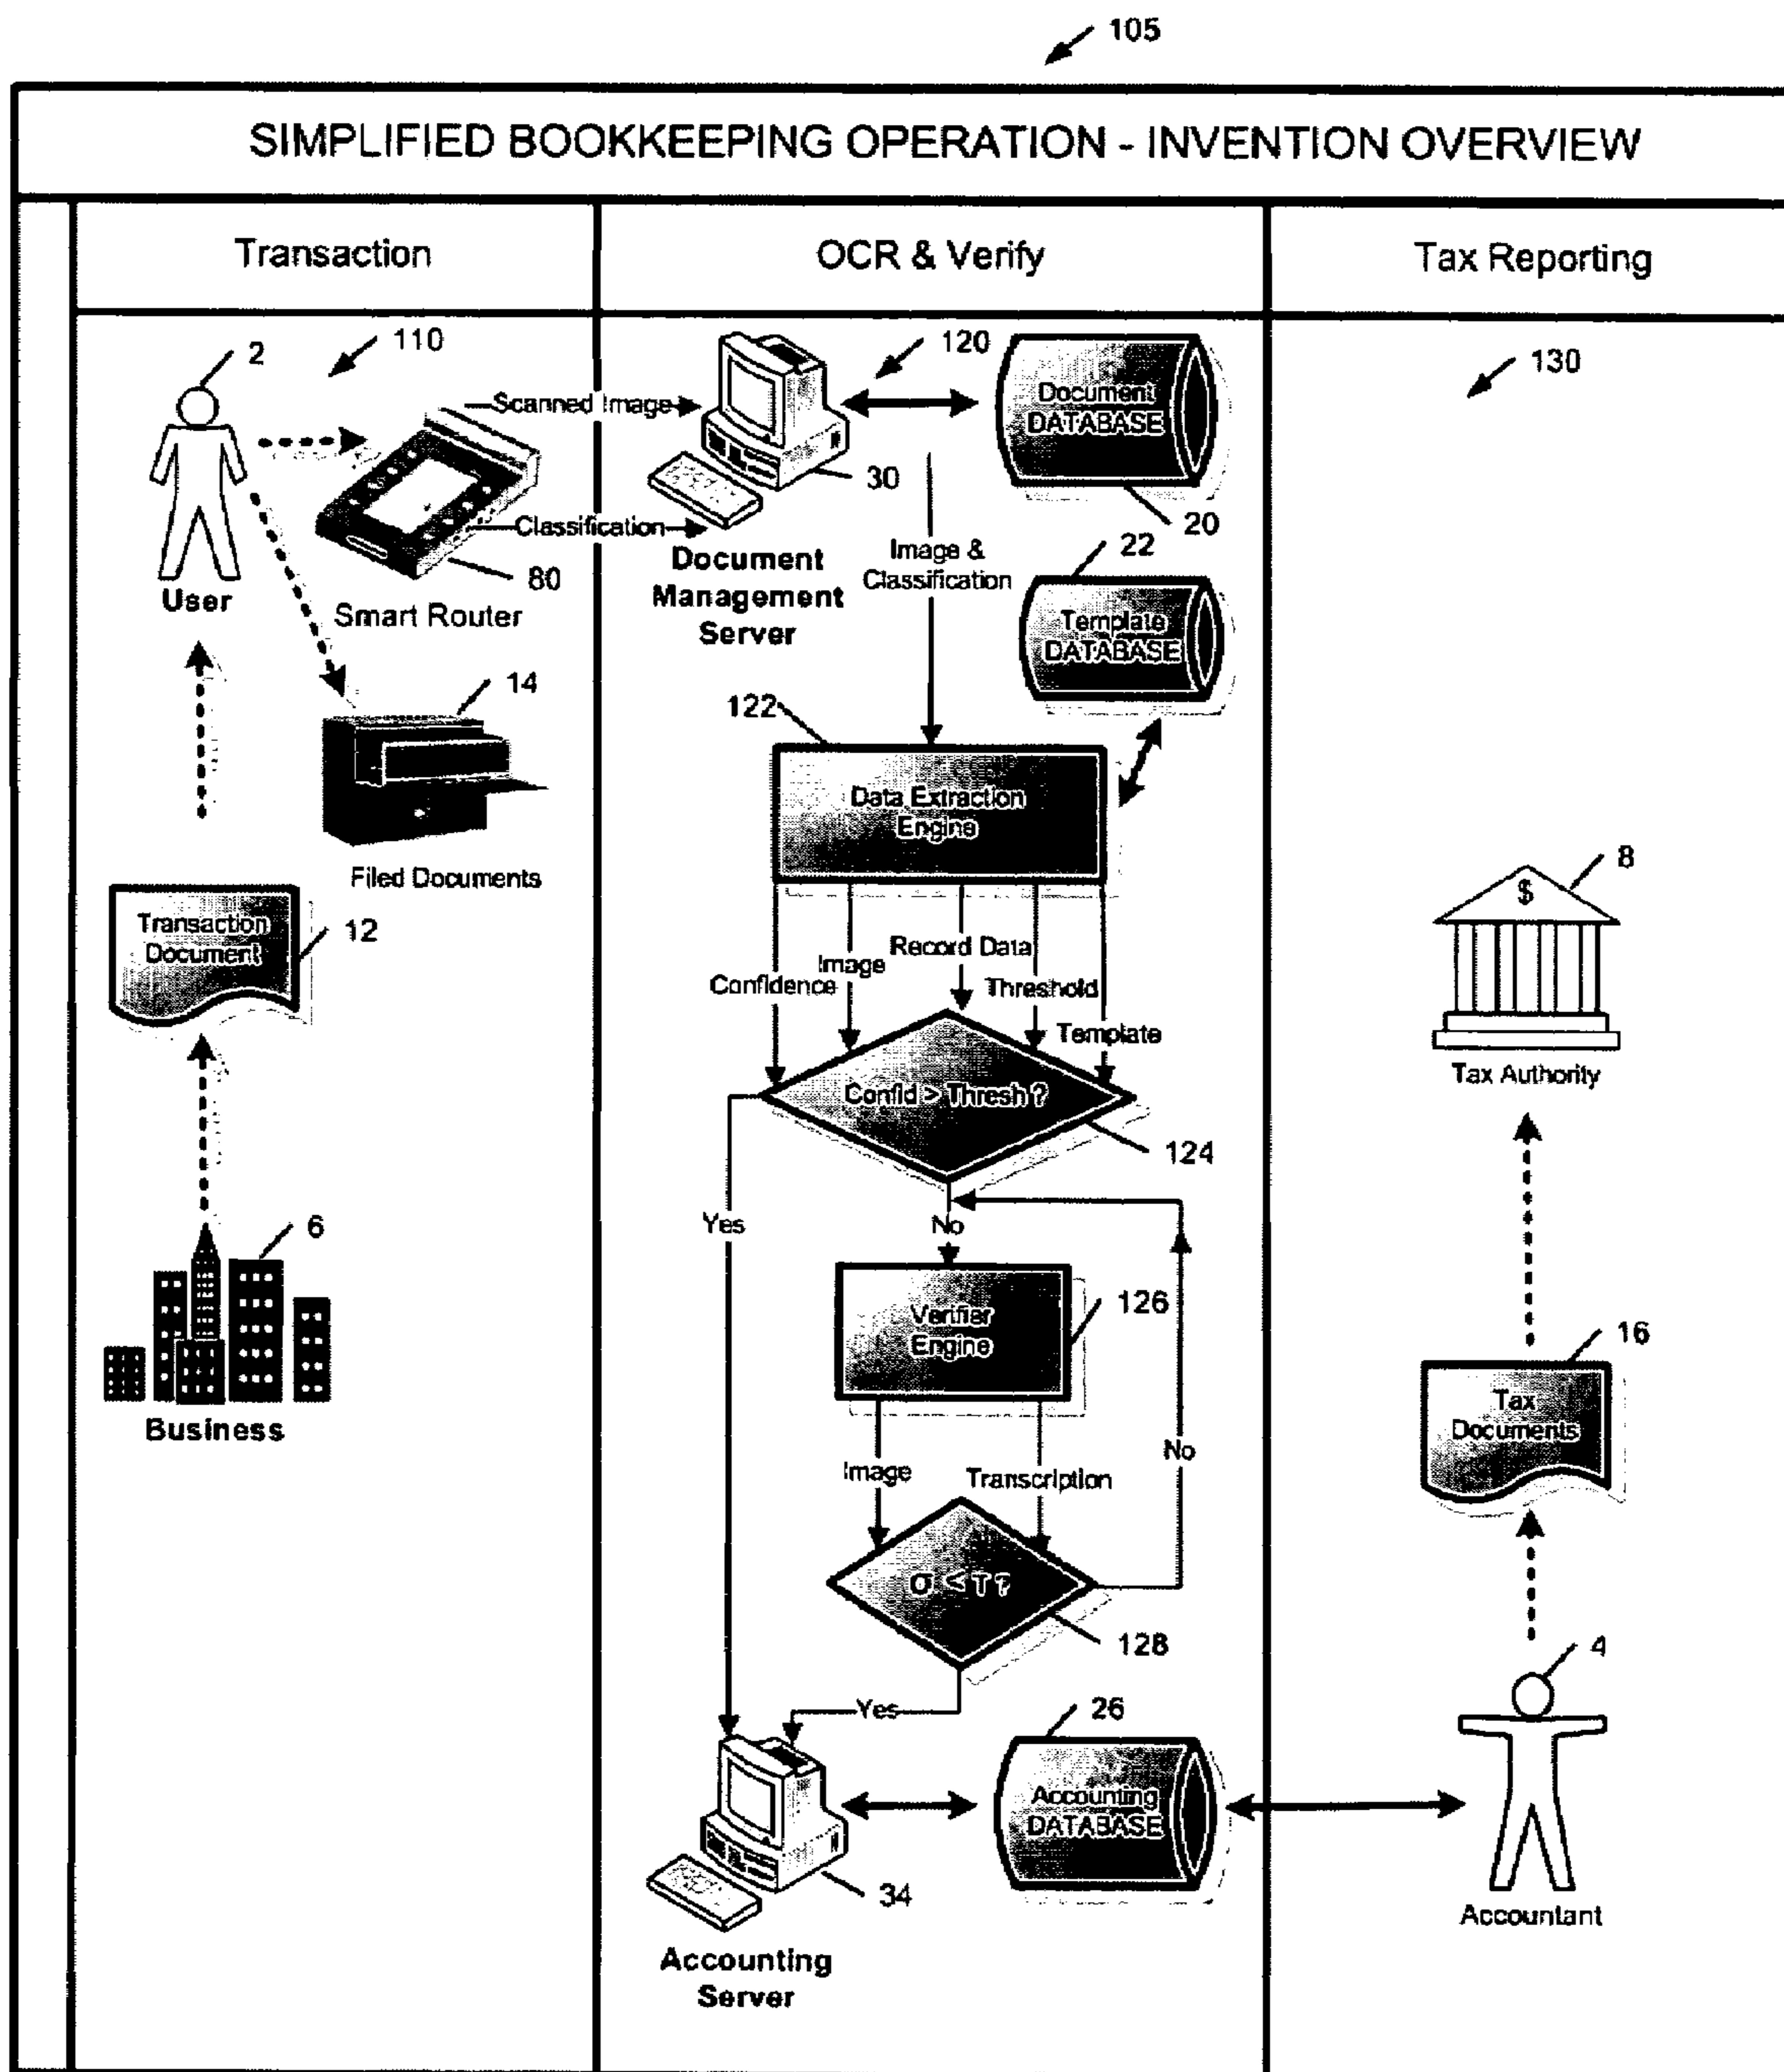 105
SIMPLIFIED BOOKKEEPING OPERATION - INVENTION OVERVIEW
Transaction
OCR & Verify
Tax Reporting
2
110
User
80
Smart Router
14
Filed Documents
Transaction
Document
12
6
Business
Scanned Image
Classification
120
30
Document
Management
Server
Document
DATABASE
20
Image &
Classification
22
Template
DATABASE
122
Data Extraction
Engine
Confidence
Image
Record Data
Threshold
Template
Confid > Thresh ?
124
Yes
No
Verifier
Engine
126
Image
Transcription
No
σ < T ?
128
Yes
34
Accounting
Server
26
Accounting
DATABASE
130
8
$
Tax Authority
16
Tax
Documents
4
Accountant